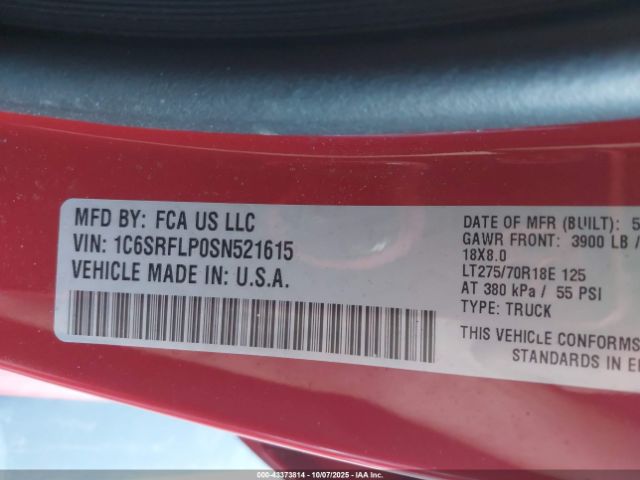 MFD BY: FCA US LLC
VIN: 1C6SRFLP0SN521615
VEHICLE MADE IN: U.S.A.
DATE OF MFR (BUILT): 5
GAWR FRONT: 3900 LB /
18X8.0
LT275/70R18E 125
AT 380 kPa / 55 PSI
TYPE: TRUCK
THIS VEHICLE CONFORMS
STANDARDS IN
00-43373814 | 10/07/2025 - IAA Inc.